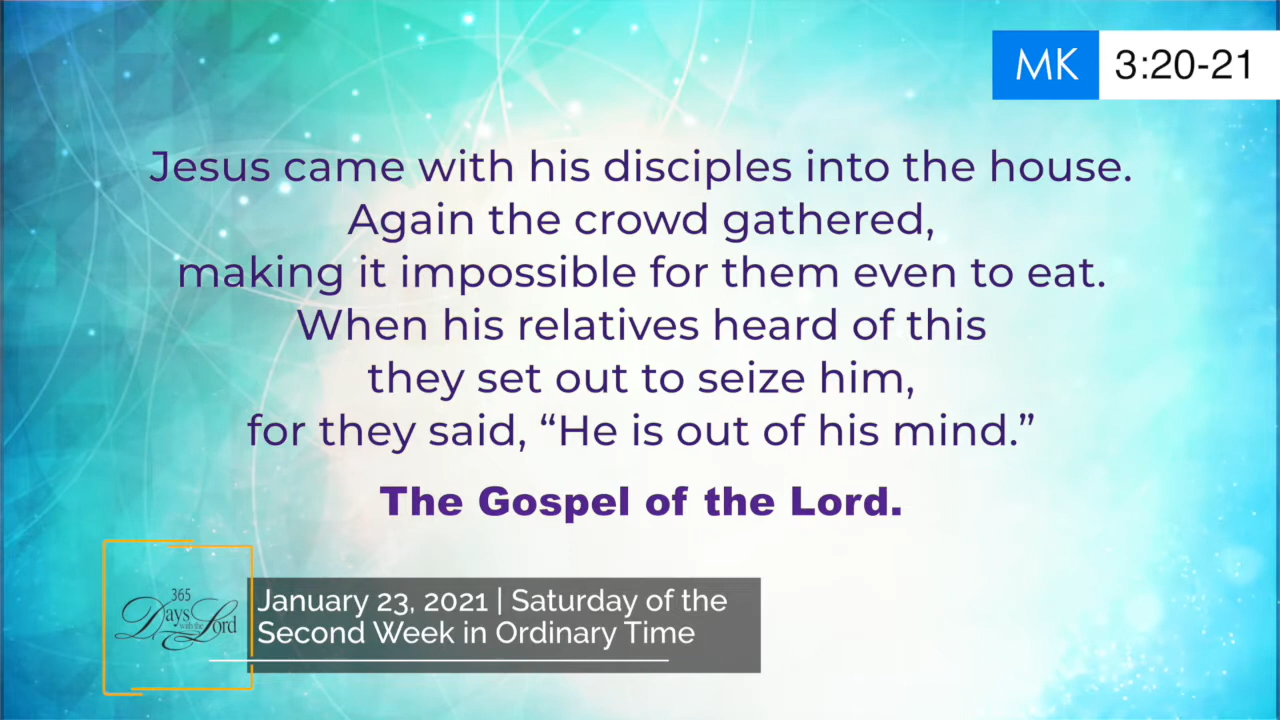 MK 3:20-21
Jesus came with his disciples into the house.
Again the crowd gathered,
making it impossible for them even to eat.
When his relatives heard of this
they set out to seize him,
for they said, “He is out of his mind.”
The Gospel of the Lord.
365
Days with the Lord
January 23, 2021 | Saturday of the
Second Week in Ordinary Time